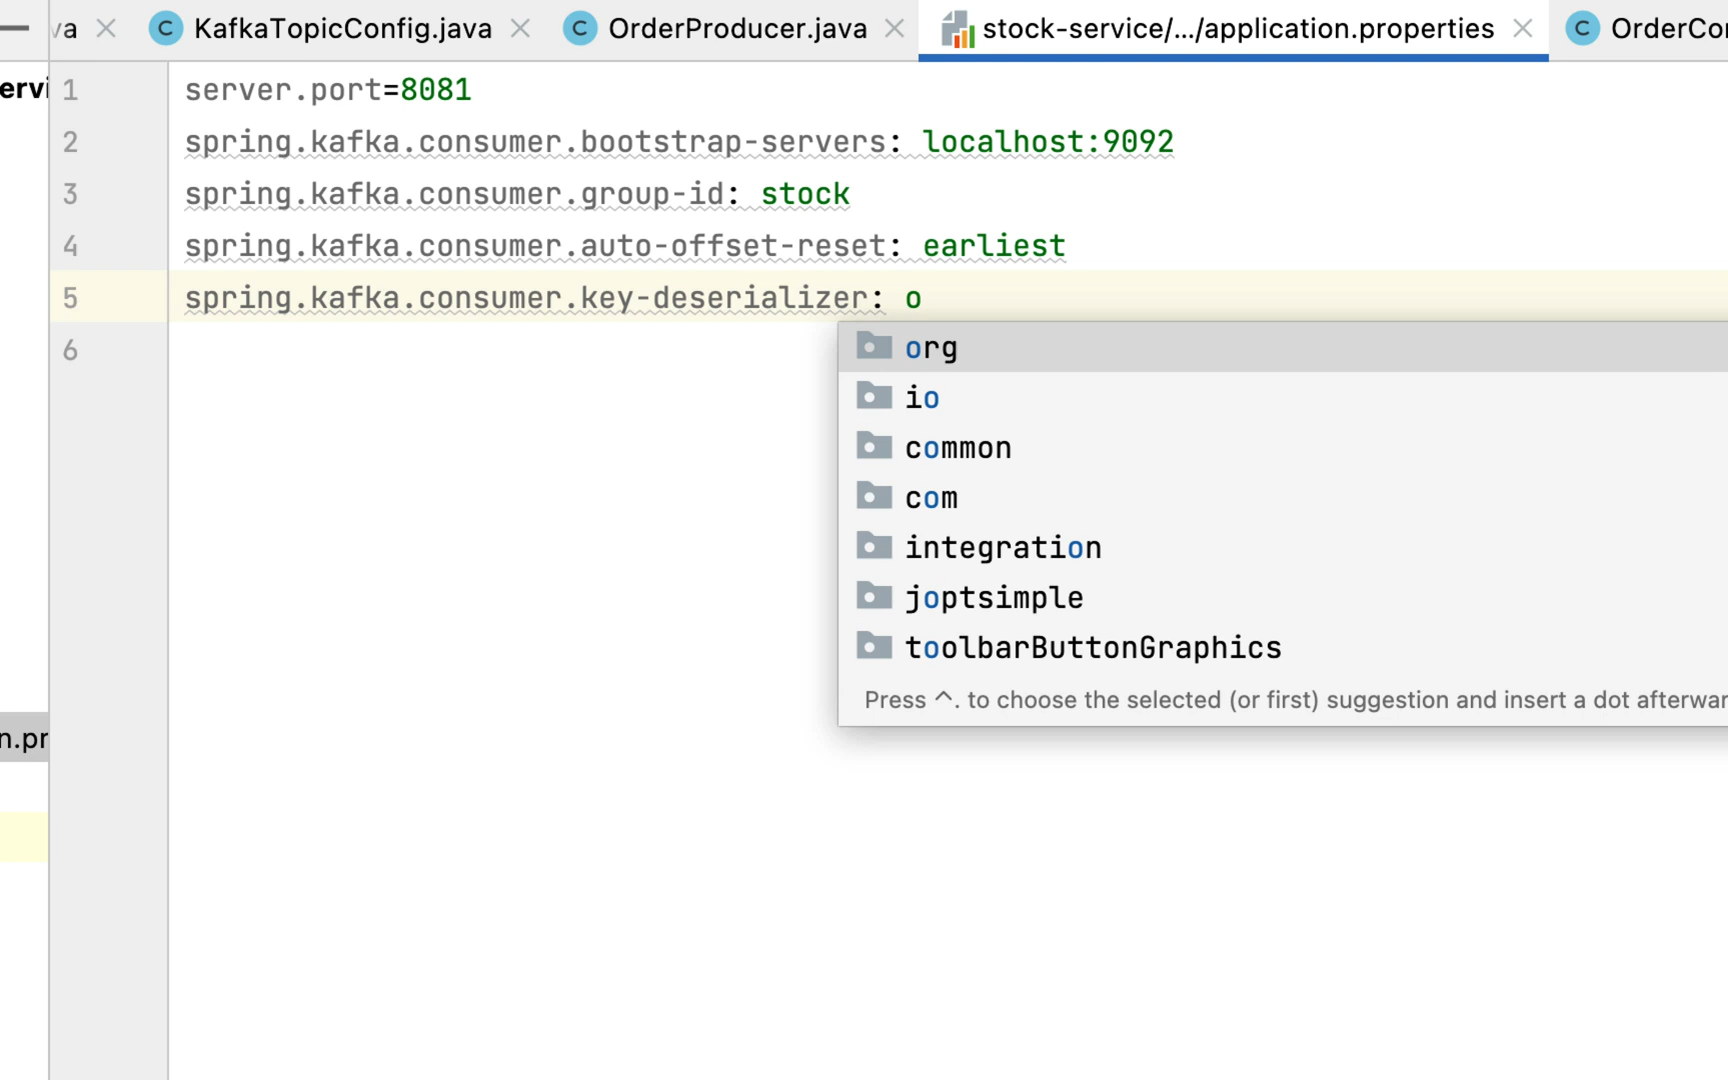 va KafkaTopicConfig.java OrderProducer.java stock-service/.../application.properties OrderCo
ervi
1 server.port=8081
2 spring.kafka.consumer.bootstrap-servers: localhost:9092
3 spring.kafka.consumer.group-id: stock
4 spring.kafka.consumer.auto-offset-reset: earliest
5 spring.kafka.consumer.key-deserializer: o
6
org
io
common
com
integration
joptsimple
toolbarButtonGraphics
Press ^. to choose the selected (or first) suggestion and insert a dot afterwar
n.pr